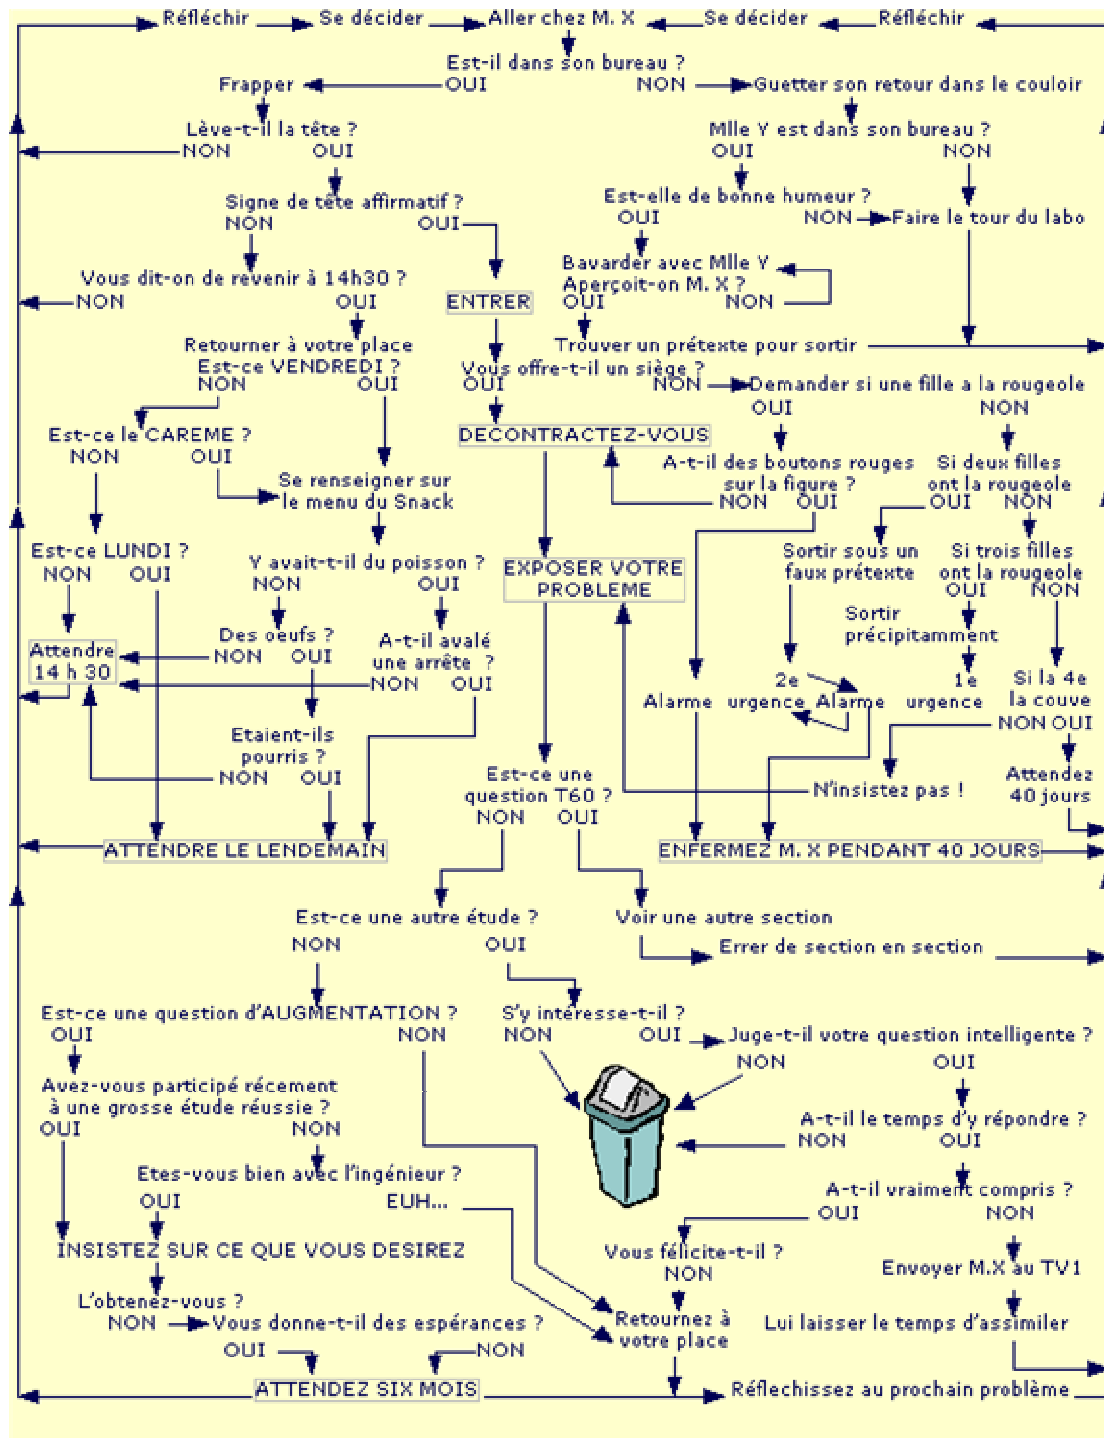 Réfléchir Se décider Aller chez M. X Se décider Réfléchir
Est-il dans son bureau ?
OUI NON
Frapper Guetter son retour dans le couloir
Lève-t-il la tête ? Mlle Y est dans son bureau ?
NON OUI OUI NON
Signe de tête affirmatif ? Est-elle de bonne humeur ?
NON OUI OUI NON Faire le tour du labo
Vous dit-on de revenir à 14h30 ? Bavarder avec Mlle Y
Aperçoit-on M. X ?
NON OUI ENTRER OUI NON
Retourner à votre place Trouver un prétexte pour sortir
Est-ce VENDREDI ? Vous offre-t-il un siège ?
NON OUI OUI NON Demander si une fille a la rougeole
OUI NON
Est-ce le CAREME ? DECONTRACTEZ-VOUS
NON OUI A-t-il des boutons rouges Si deux filles
Se renseigner sur sur la figure ? ont la rougeole
le menu du Snack NON OUI OUI NON
Est-ce LUNDI ? Y avait-t-il du poisson ? Sortir sous un Si trois filles
NON OUI NON OUI EXPOSER VOTRE faux prétexte ont la rougeole
PROBLEME OUI NON
Sortir
précipitamment
Des oeufs ? A-t-il avalé
Attendre NON OUI une arrête ?
14 h 30 NON OUI 2e 1e Si la 4e
Alarme urgence Alarme urgence la couve
NON OUI
Etaient-ils
pourris ?
NON OUI Est-ce une Attendez
question T60 ? N'insistez pas ! 40 jours
NON OUI
ATTENDRE LE LENDEMAIN ENFERMEZ M. X PENDANT 40 JOURS
Est-ce une autre étude ? Voir une autre section
NON OUI Errer de section en section
Est-ce une question d'AUGMENTATION ? S'y intéresse-t-il ?
OUI NON NON OUI Juge-t-il votre question intelligente ?
NON OUI
Avez-vous participé récement
à une grosse étude réussie ? A-t-il le temps d'y répondre ?
OUI NON NON OUI
Etes-vous bien avec l'ingénieur ? A-t-il vraiment compris ?
OUI EUH... OUI NON
INSISTEZ SUR CE QUE VOUS DESIREZ Vous félicite-t-il ?
NON Envoyer M.X au TV1
L'obtenez-vous ?
NON Vous donne-t-il des espérances ? Retournez à Lui laisser le temps d'assimiler
OUI NON votre place
ATTENDEZ SIX MOIS Réflechissez au prochain problème